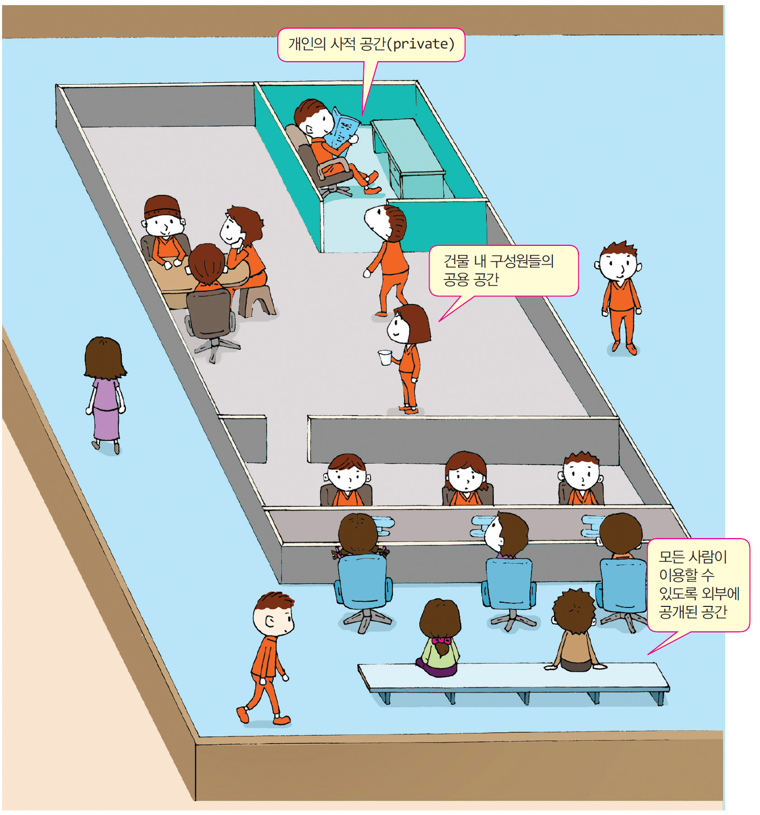 개인의 사적 공간(private)
건물 내 구성원들의
공용 공간
모든 사람이
이용할 수
있도록 외부에
공개된 공간